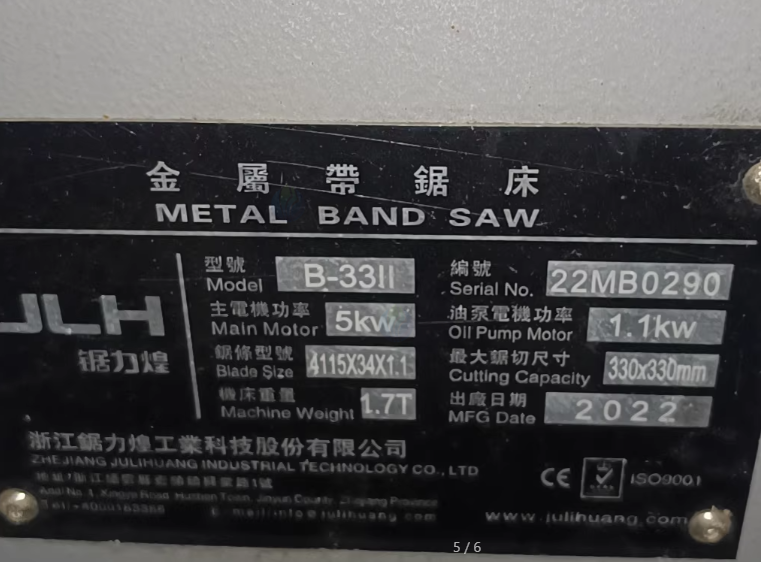 金屬帶鋸床
METAL BAND SAW
JLH
锯力煌
型號 B-33II
Model
編號 22MB0290
Serial No.
主電機功率 5kw
Main Motor
油泵電機功率 1.1kw
Oil Pump Motor
鋸條型號 4115X34X1.1
Blade Size
最大鋸切尺寸 330x330mm
Cutting Capacity
機床重量 1.7T
Machine Weight
出廠日期 2022
MFG Date
浙江鋸力煌工業科技股份有限公司
ZHEJIANG JULIHUANG INDUSTRIAL TECHNOLOGY CO., LTD
CE ISO9001
E-mail:info@julihuang.com
www.julihuang.com
5/6